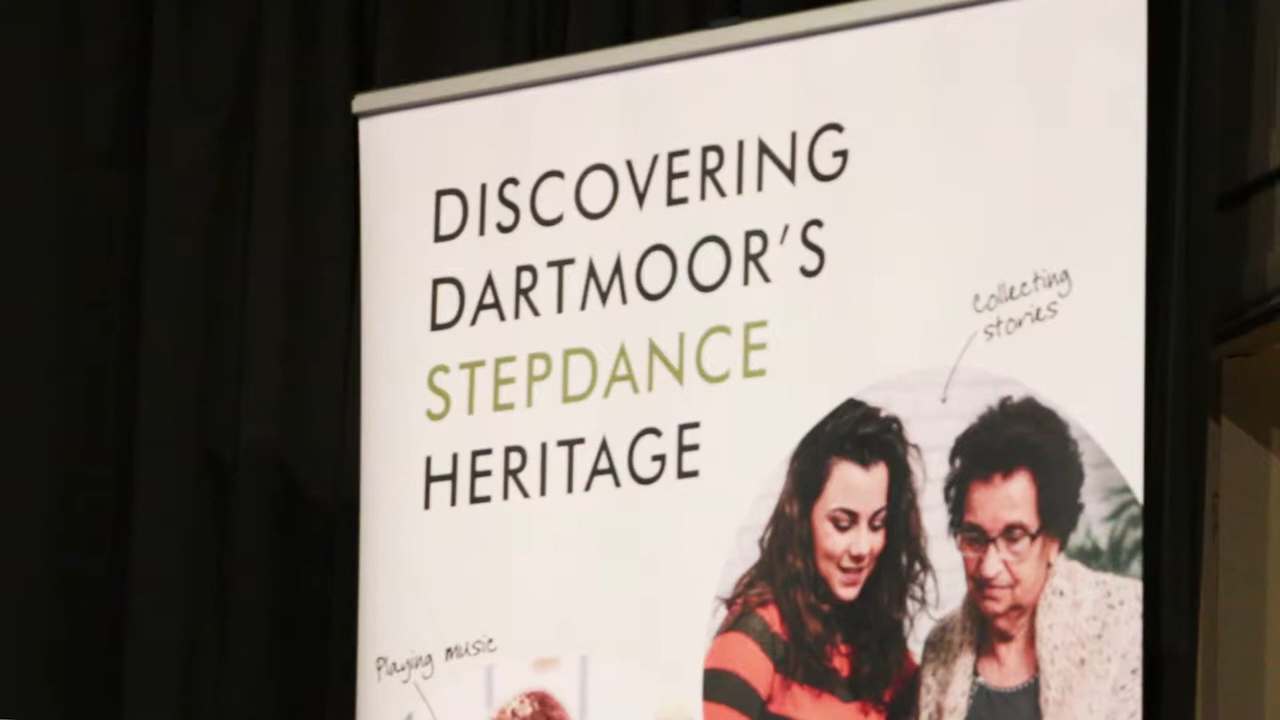 DISCOVERING
DARTMOOR'S
STEPDANCE
HERITAGE
Collecting
stories
Playing music